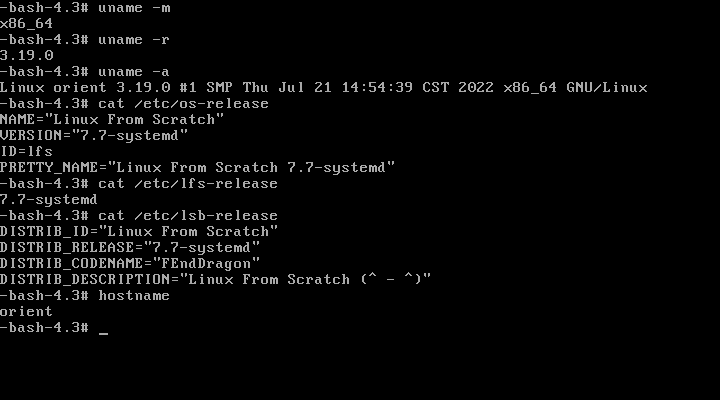 -bash-4.3# uname -m
x86_64
-bash-4.3# uname -r
3.19.0
-bash-4.3# uname -a
Linux orient 3.19.0 #1 SMP Thu Jul 21 14:54:39 CST 2022 x86_64 GNU/Linux
-bash-4.3# cat /etc/os-release
NAME="Linux From Scratch"
VERSION="7.7-systemd"
ID=lfs
PRETTY_NAME="Linux From Scratch 7.7-systemd"
-bash-4.3# cat /etc/lfs-release
7.7-systemd
-bash-4.3# cat /etc/lsb-release
DISTRIB_ID="Linux From Scratch"
DISTRIB_RELEASE="7.7-systemd"
DISTRIB_CODENAME="FEndDragon"
DISTRIB_DESCRIPTION="Linux From Scratch (^ - ^)"
-bash-4.3# hostname
orient
-bash-4.3# _